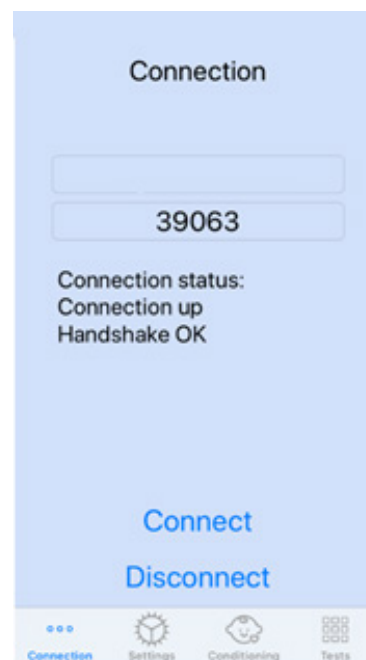 Connection
39063
Connection status:
Connection up
Handshake OK
Connect
Disconnect
Connection Settings Conditioning Tests